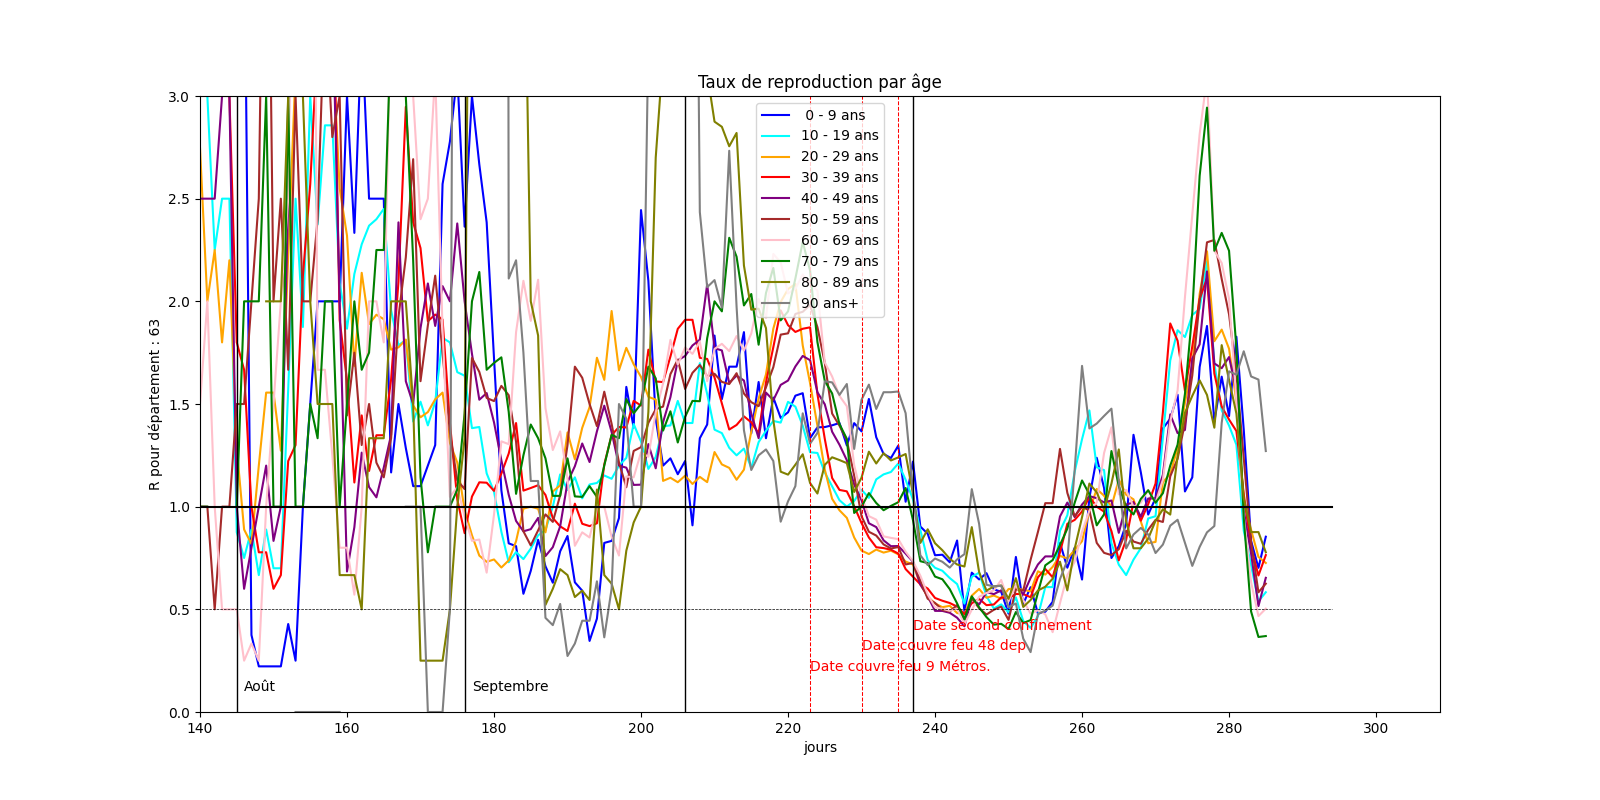 Taux de reproduction par âge
R pour département : 63
3.0
2.5
2.0
1.5
1.0
0.5
0.0
0 - 9 ans
10 - 19 ans
20 - 29 ans
30 - 39 ans
40 - 49 ans
50 - 59 ans
60 - 69 ans
70 - 79 ans
80 - 89 ans
90 ans+
Date second confinement
Date couvre feu 48 dep
Date couvre feu 9 Métros.
Août
Septembre
140 160 180 200 220 240 260 280 300
jours